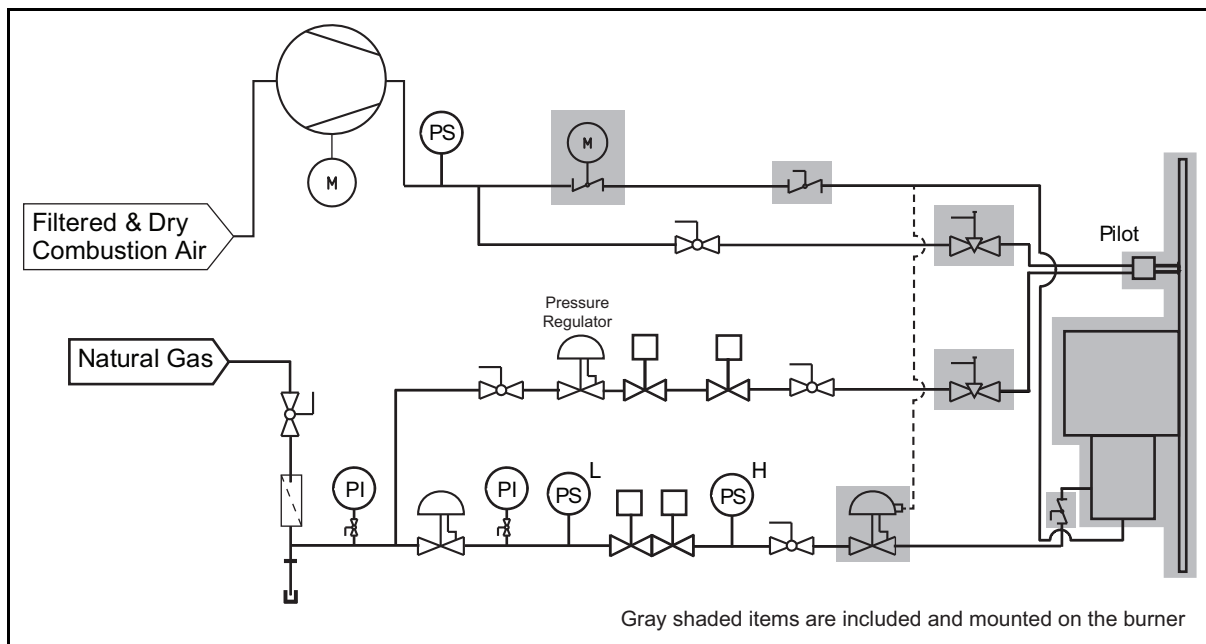 PS
M
M
Filtered & Dry
Combustion Air
Pilot
Pressure
Regulator
Natural Gas
PI
PI
PS
L
PS
H
Gray shaded items are included and mounted on the burner